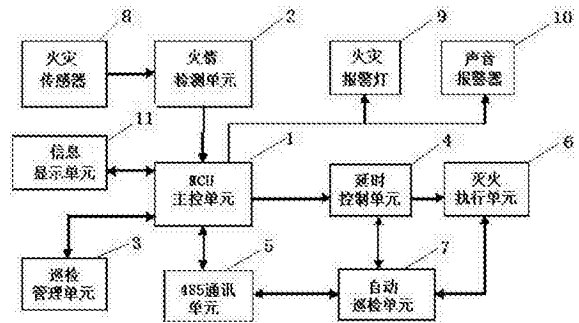 8
2
9
10
火灾
传感器
火情
检测单元
火灾
报警灯
声音
报警器
11
1
4
6
信息
显示单元
MCU
主控单元
延时
控制单元
灭火
执行单元
3
5
7
巡检
管理单元
485通讯
单元
自动
巡检单元